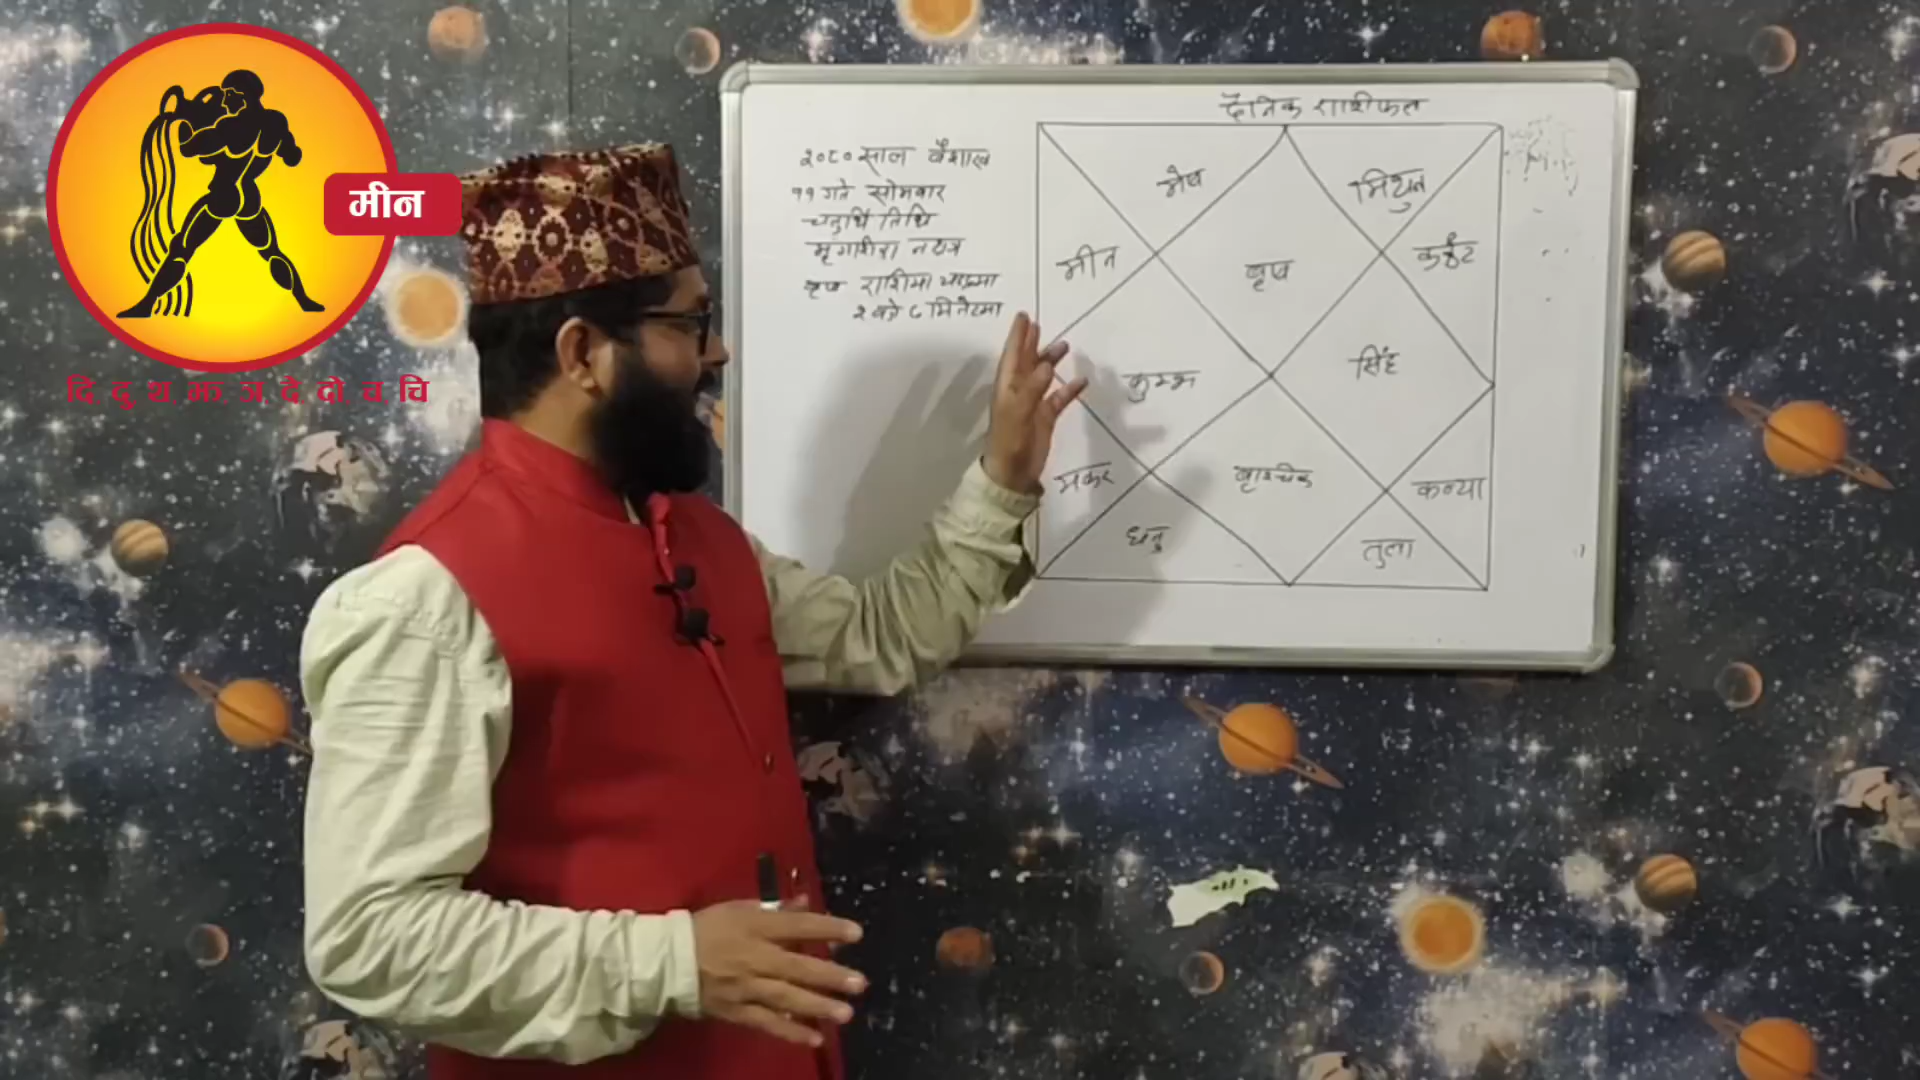 मीन
दि. दु. श. झ. ञ. दे. दो. च. चि
दैनिक राशीफल
२०८० साल वैशाख
११ गते सोमबार
चतुर्थि तिथि
मृगशिरा नक्षत्र
वृष राशिमा चन्द्रमा
२ बजे ८ मिनेटमा
मेष
मिथुन
मीन
वृष
कर्कट
कुम्भ
सिंह
मकर
वृश्चिक
कन्या
धनु
तुला